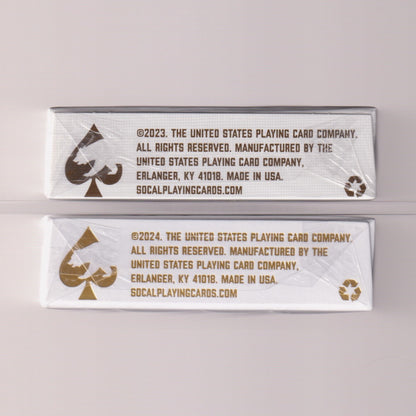 ©2023. THE UNITED STATES PLAYING CARD COMPANY.
ALL RIGHTS RESERVED. MANUFACTURED BY THE
UNITED STATES PLAYING CARD COMPANY,
ERLANGER, KY 41018. MADE IN USA.
SOCALPLAYINGCARDS.COM
©2024. THE UNITED STATES PLAYING CARD COMPANY.
ALL RIGHTS RESERVED. MANUFACTURED BY THE
UNITED STATES PLAYING CARD COMPANY,
ERLANGER, KY 41018. MADE IN USA.
SOCALPLAYINGCARDS.COM